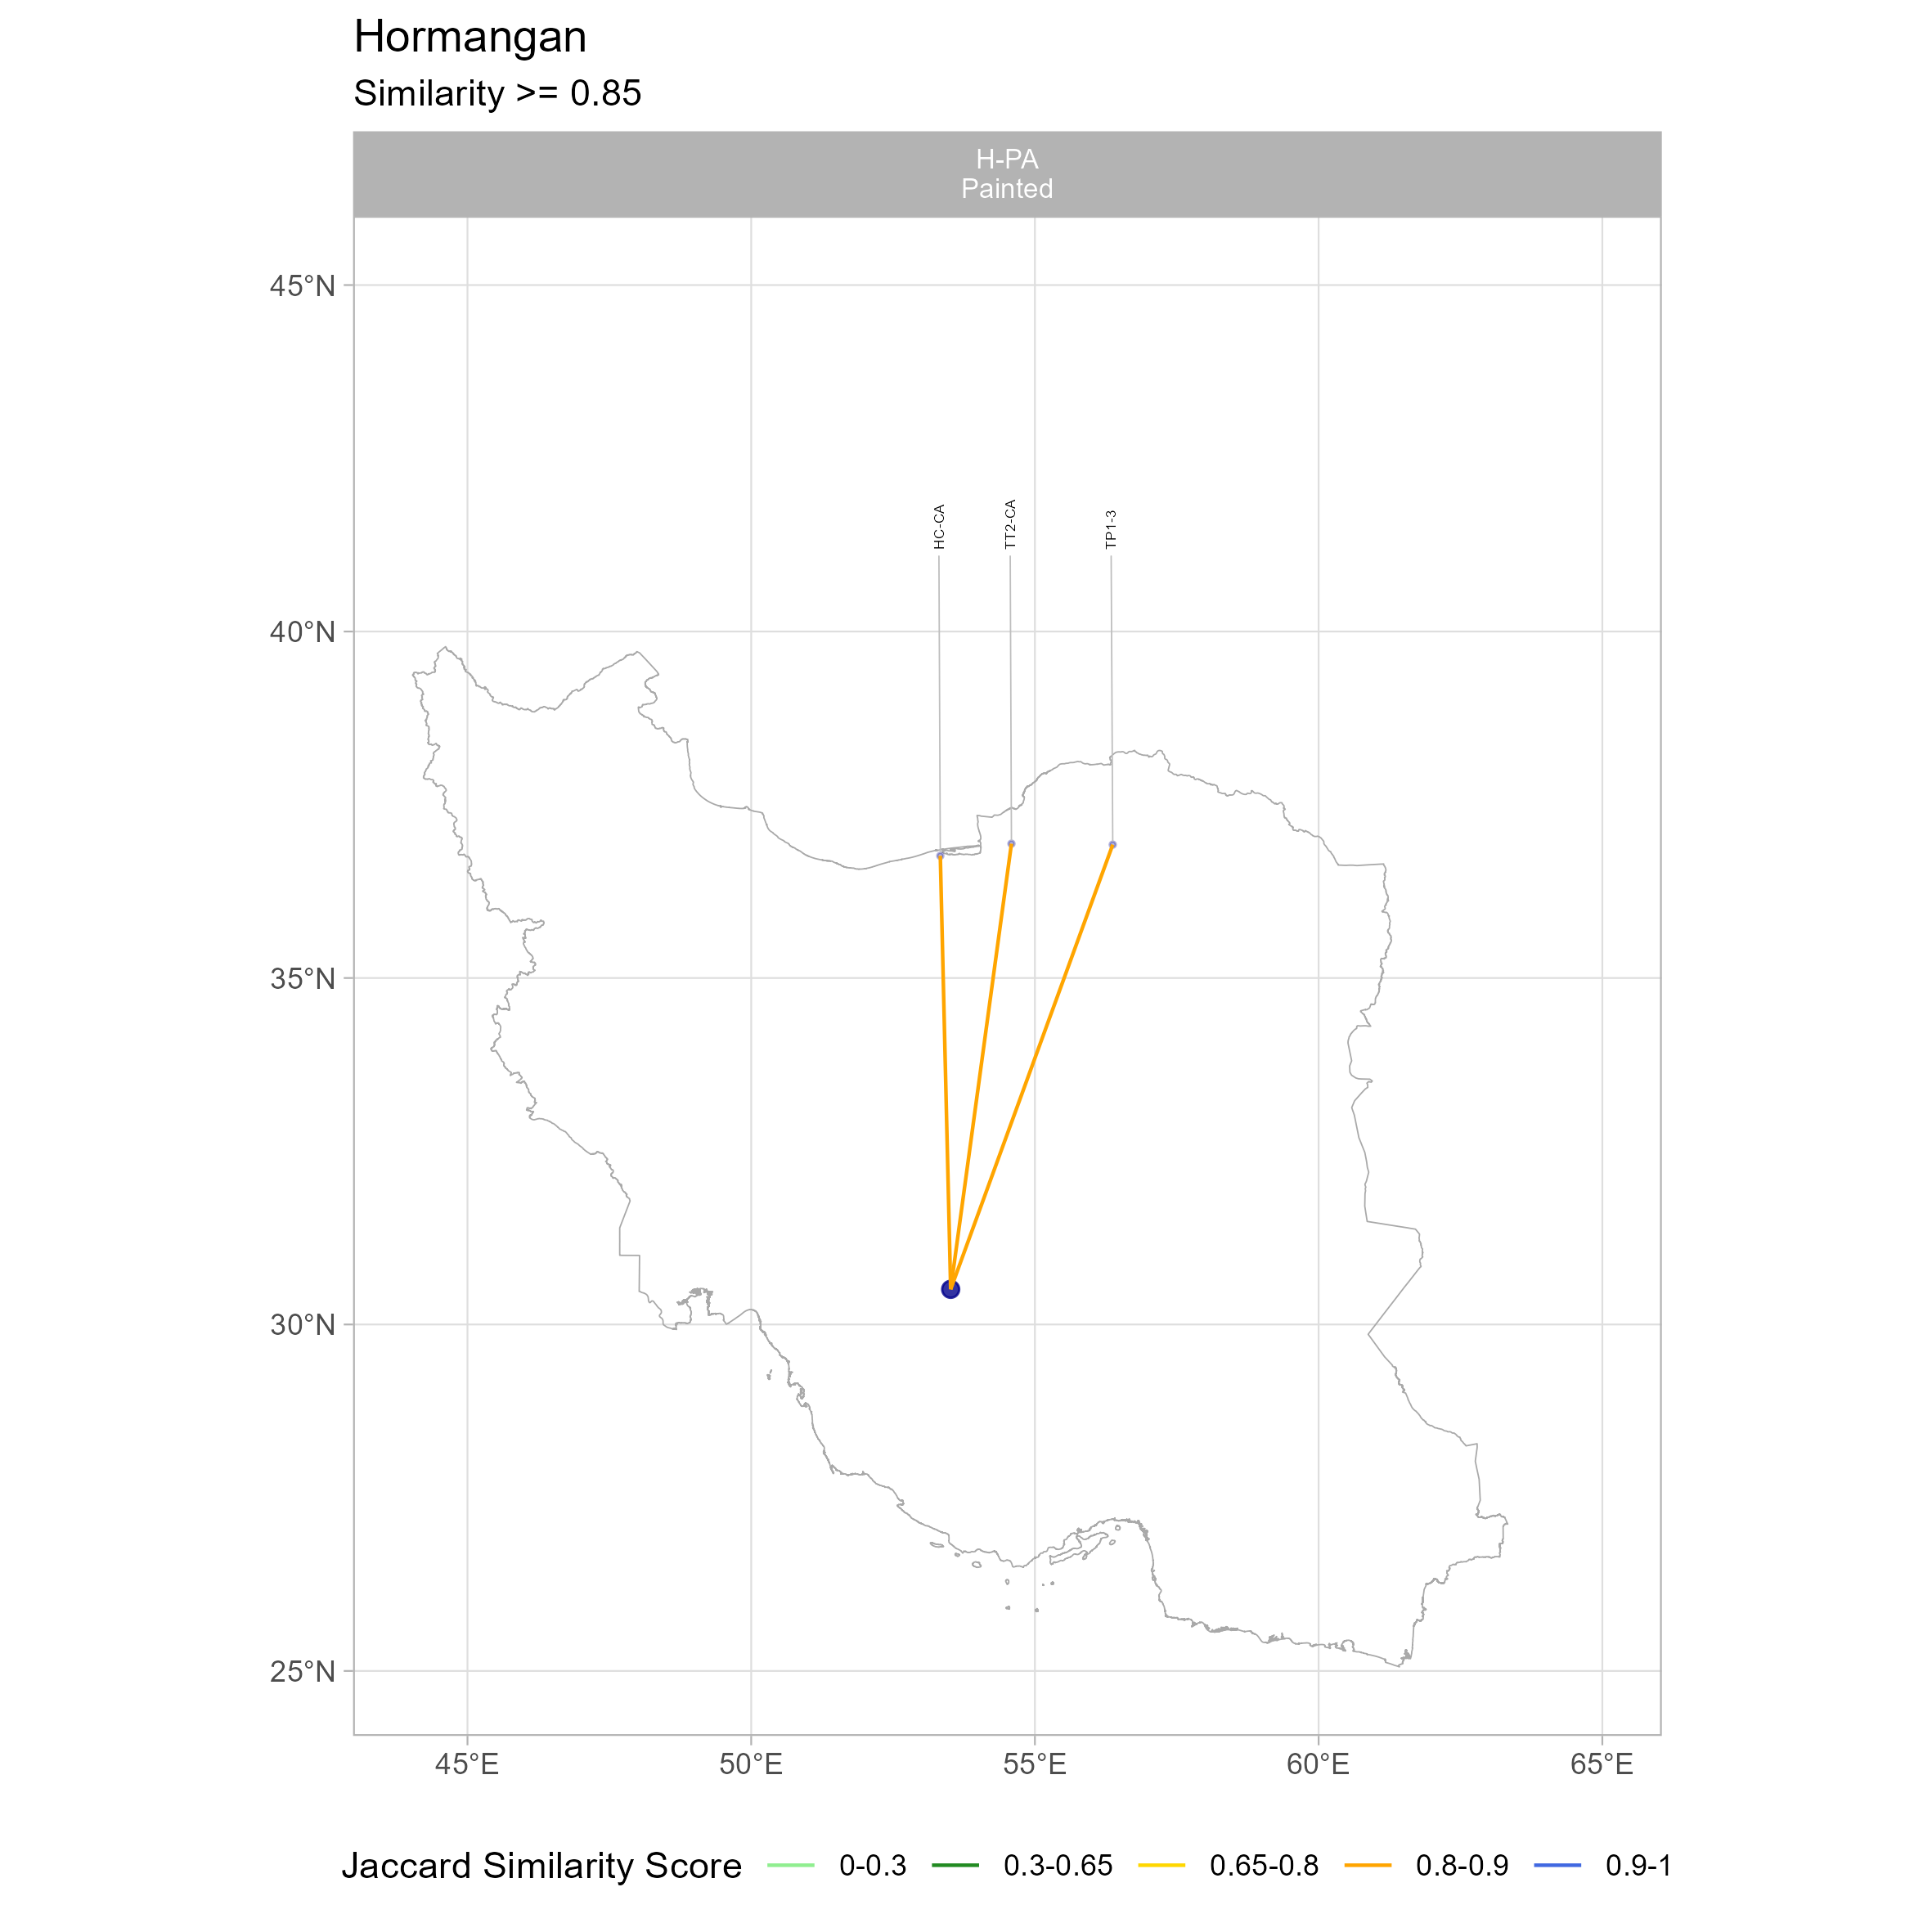 Hormangan
Similarity >= 0.85
H-PA
Painted
45°N
HC-CA
TT2-CA
TP1-3
40°N
35°N
30°N
25°N
45°E
50°E
55°E
60°E
65°E
Jaccard Similarity Score 0-0.3 0.3-0.65 0.65-0.8 0.8-0.9 0.9-1